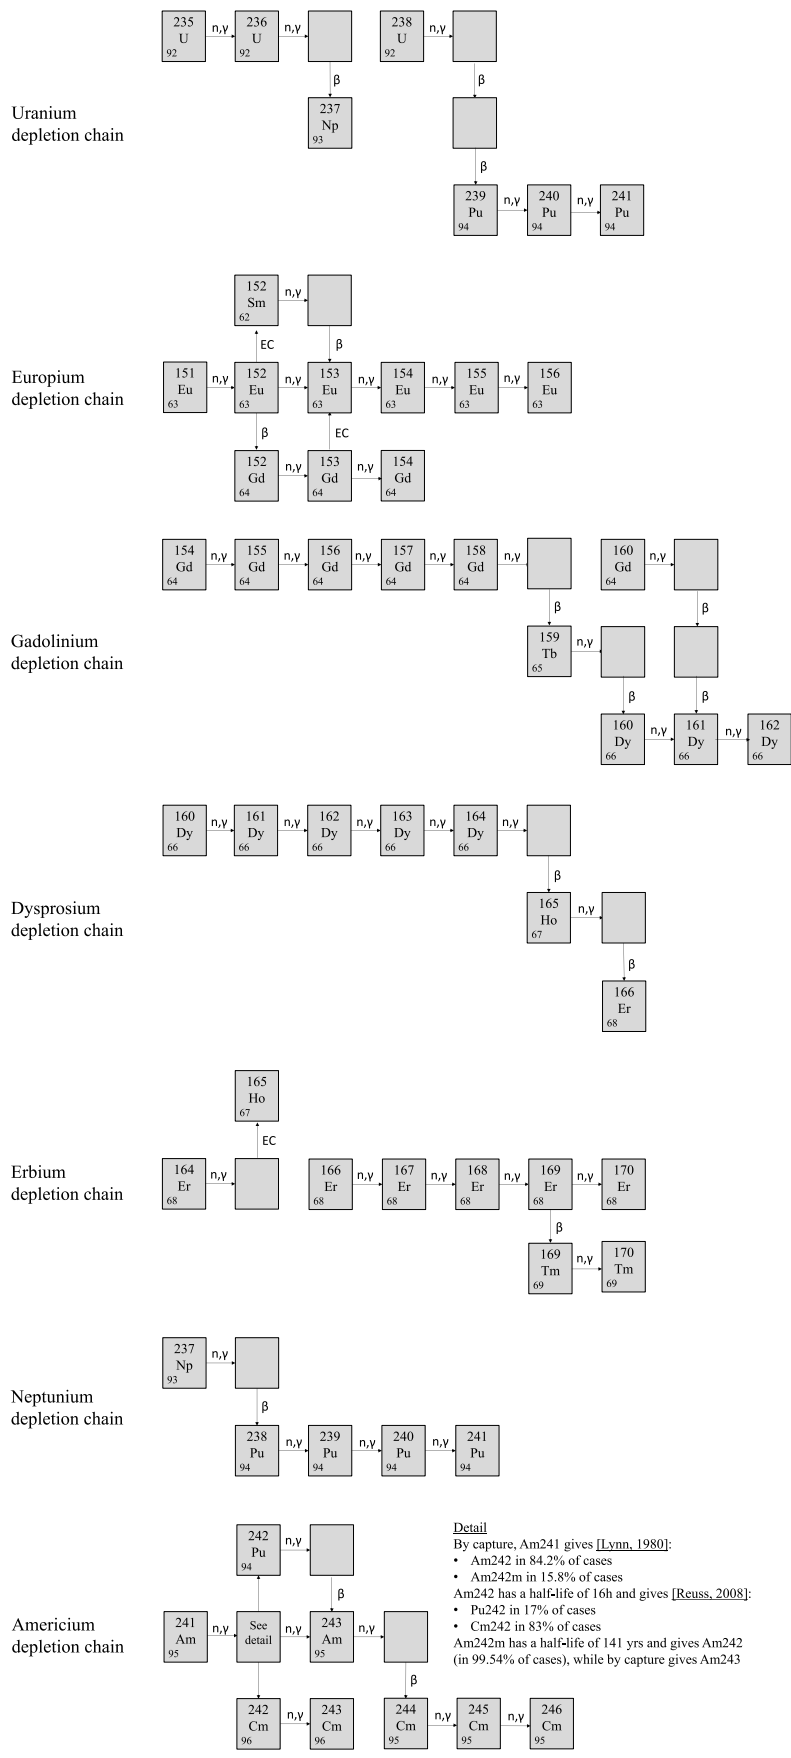 235 n,γ 236 n,γ 238 n,γ
U U U
92 92 92
β β
Uranium
depletion chain
237
Np
93
β
239 n,γ 240 n,γ 241
Pu Pu Pu
94 94 94
152 n,γ
Sm
62
EC β
Europium
depletion chain
151 n,γ 152 n,γ 153 n,γ 154 n,γ 155 n,γ 156
Eu Eu Eu Eu Eu Eu
63 63 63 63 63 63
β EC
152 n,γ 153 n,γ 154
Gd Gd Gd
64 64 64
154 n,γ 155 n,γ 156 n,γ 157 n,γ 158 n,γ 160 n,γ
Gd Gd Gd Gd Gd Gd
64 64 64 64 64 64
β β
Gadolinium
depletion chain
159 n,γ
Tb
65
β β
160 n,γ 161 n,γ 162
Dy Dy Dy
66 66 66
160 n,γ 161 n,γ 162 n,γ 163 n,γ 164 n,γ
Dy Dy Dy Dy Dy
66 66 66 66 66
β
Dysprosium
depletion chain
165 n,γ
Ho
67
β
166
Er
68
165
Ho
67
EC
Erbium
depletion chain
164 n,γ 166 n,γ 167 n,γ 168 n,γ 169 n,γ 170
Er Er Er Er Er Er
68 68 68 68 68 68
β
169 n,γ 170
Tm Tm
69 69
237 n,γ
Np
93
β
Neptunium
depletion chain
238 n,γ 239 n,γ 240 n,γ 241
Pu Pu Pu Pu
94 94 94 94
242 n,γ
Pu
94
β
Americium
depletion chain
241 n,γ See n,γ 243 n,γ
Am detail Am
95 95
β
242 n,γ 243 244 n,γ 245 n,γ 246
Cm Cm Cm Cm Cm
96 96 95 95 95
Detail
By capture, Am241 gives [Lynn, 1980]:
• Am242 in 84.2% of cases
• Am242m in 15.8% of cases
Am242 has a half-life of 16h and gives [Reuss, 2008]:
• Pu242 in 17% of cases
• Cm242 in 83% of cases
Am242m has a half-life of 141 yrs and gives Am242
(in 99.54% of cases), while by capture gives Am243